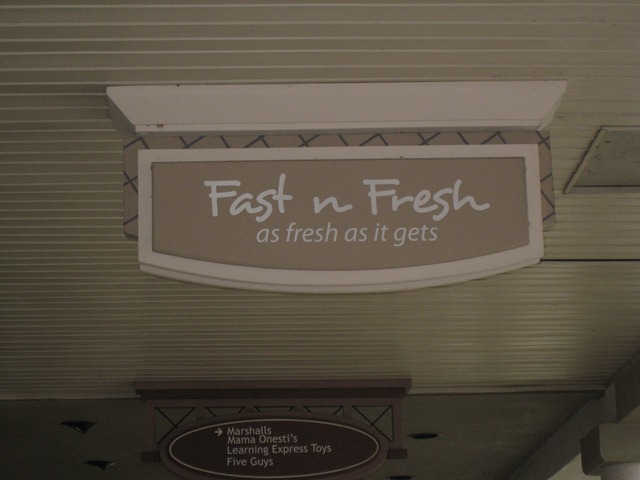 Fast n Fresh
as fresh as it gets
→ Marshalls
Mama Onesti's
Learning Express Toys
Five Guys